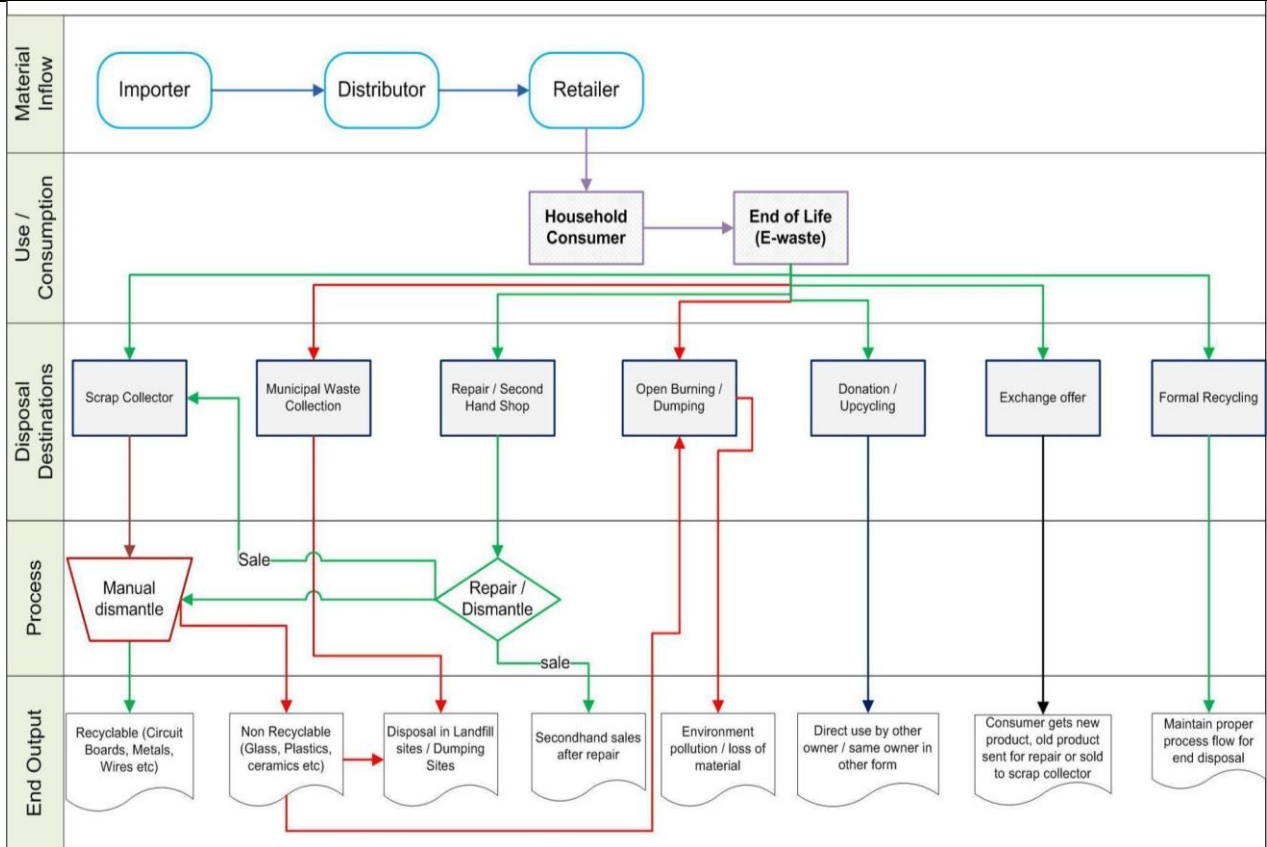 Material
Inflow
Importer
Distributor
Retailer
Use /
Consumption
Household
Consumer
End of Life
(E-waste)
Disposal
Destinations
Scrap Collector
Municipal Waste
Collection
Repair / Second
Hand Shop
Open Burning /
Dumping
Donation /
Upcycling
Exchange offer
Formal Recycling
Process
Sale
Manual
dismantle
Repair /
Dismantle
sale
End Output
Recyclable (Circuit
Boards, Metals,
Wires etc)
Non Recyclable
(Glass, Plastics,
ceramics etc)
Disposal in Landfill
sites / Dumping
Sites
Secondhand sales
after repair
Environment
pollution / loss of
material
Direct use by other
owner / same owner in
other form
Consumer gets new
product, old product
sent for repair or sold
to scrap collector
Maintain proper
process flow for
end disposal